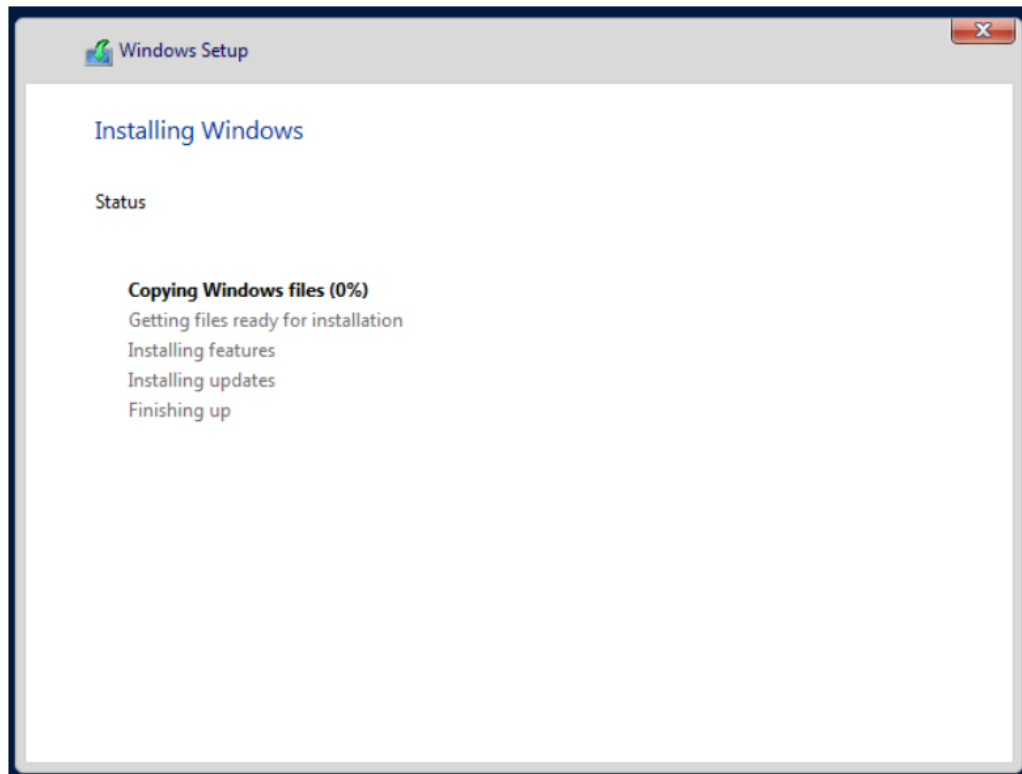 Windows Setup
Installing Windows
Status
Copying Windows files (0%)
Getting files ready for installation
Installing features
Installing updates
Finishing up